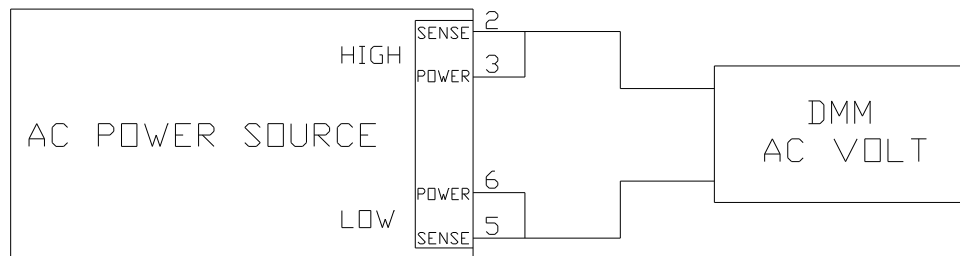 SENSE 2
HIGH
POWER 3
DMM
AC POWER SOURCE
AC VOLT
POWER 6
LOW
SENSE 5